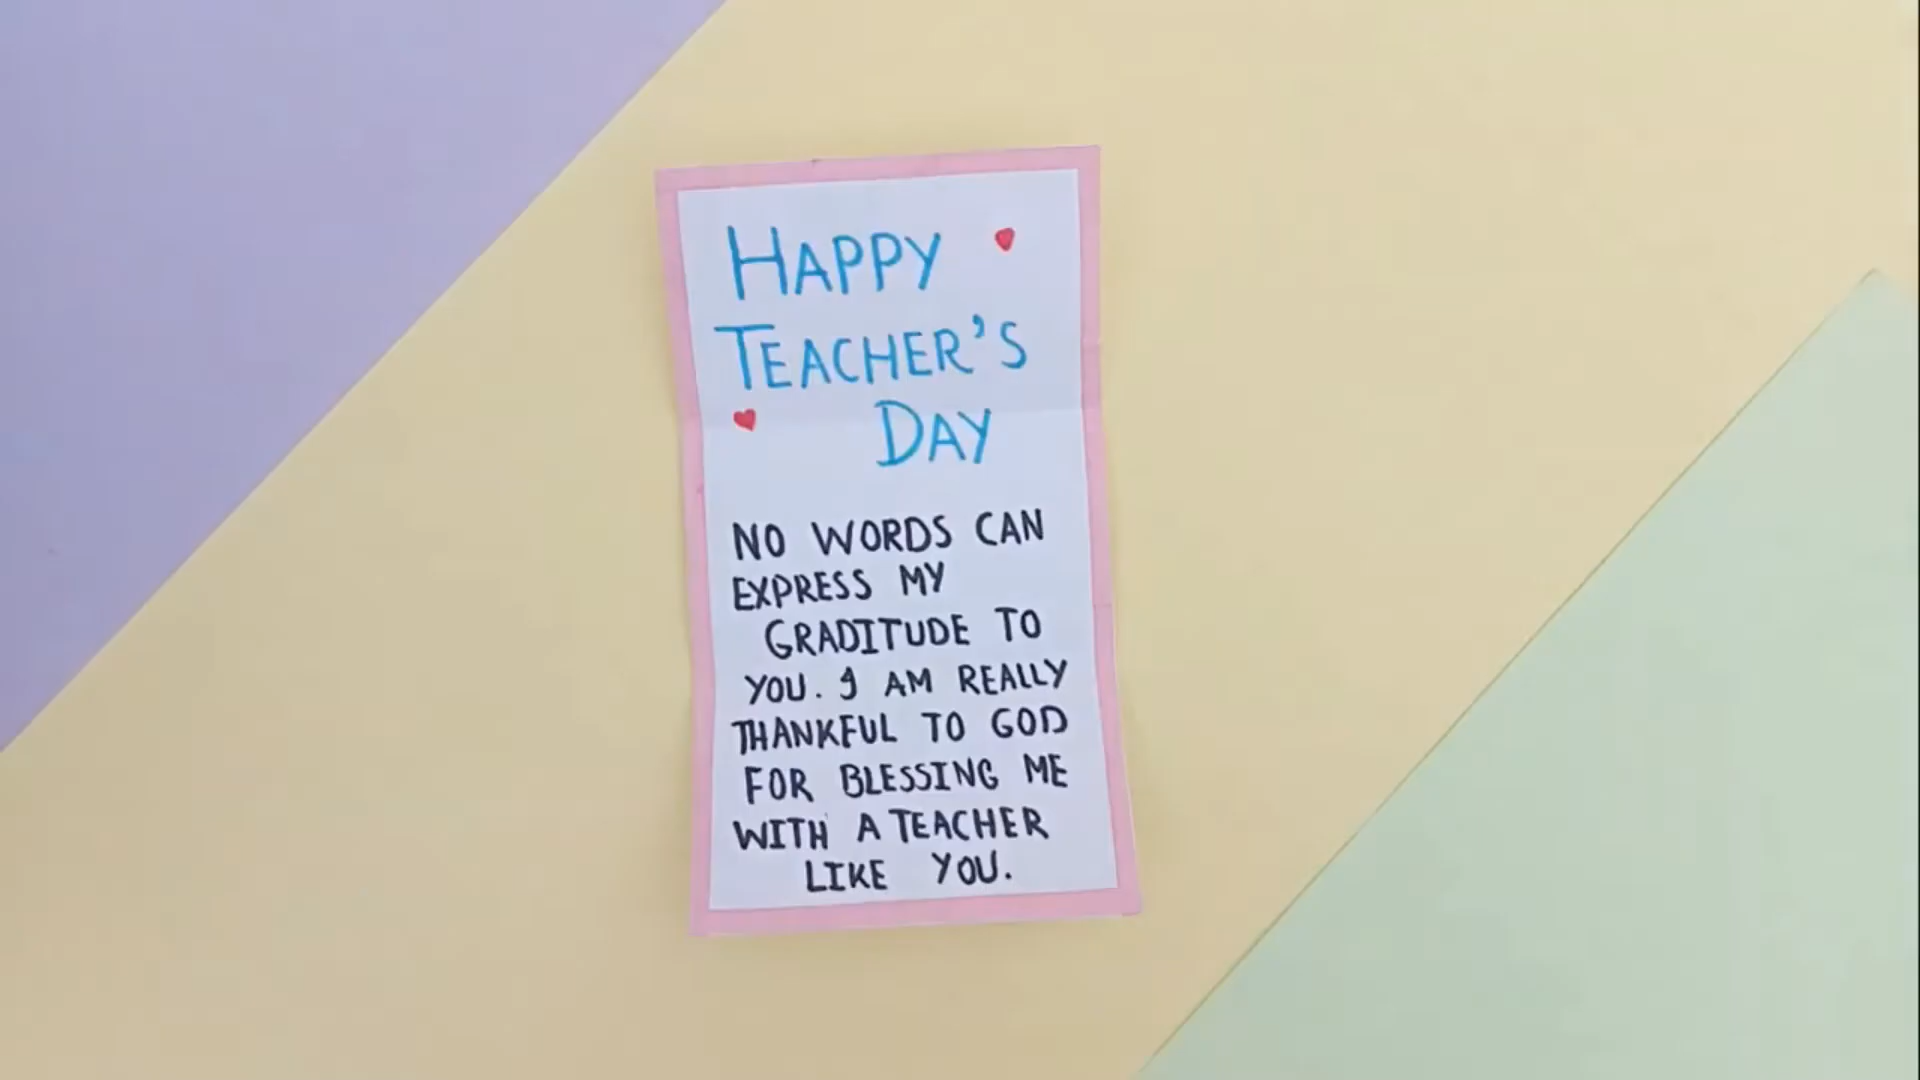 HAPPY
TEACHER'S
DAY
NO WORDS CAN
EXPRESS MY
GRADITUDE TO
YOU. I AM REALLY
THANKFUL TO GOD
FOR BLESSING ME
WITH A TEACHER
LIKE YOU.